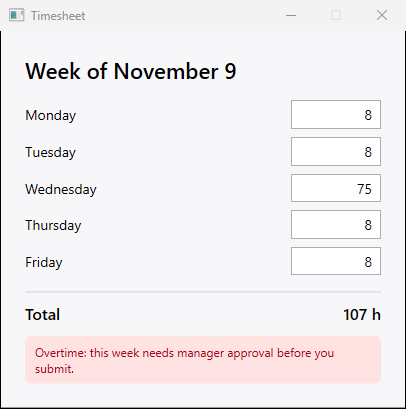 Timesheet
Week of November 9
Monday 8
Tuesday 8
Wednesday 75
Thursday 8
Friday 8
Total 107 h
Overtime: this week needs manager approval before you
submit.